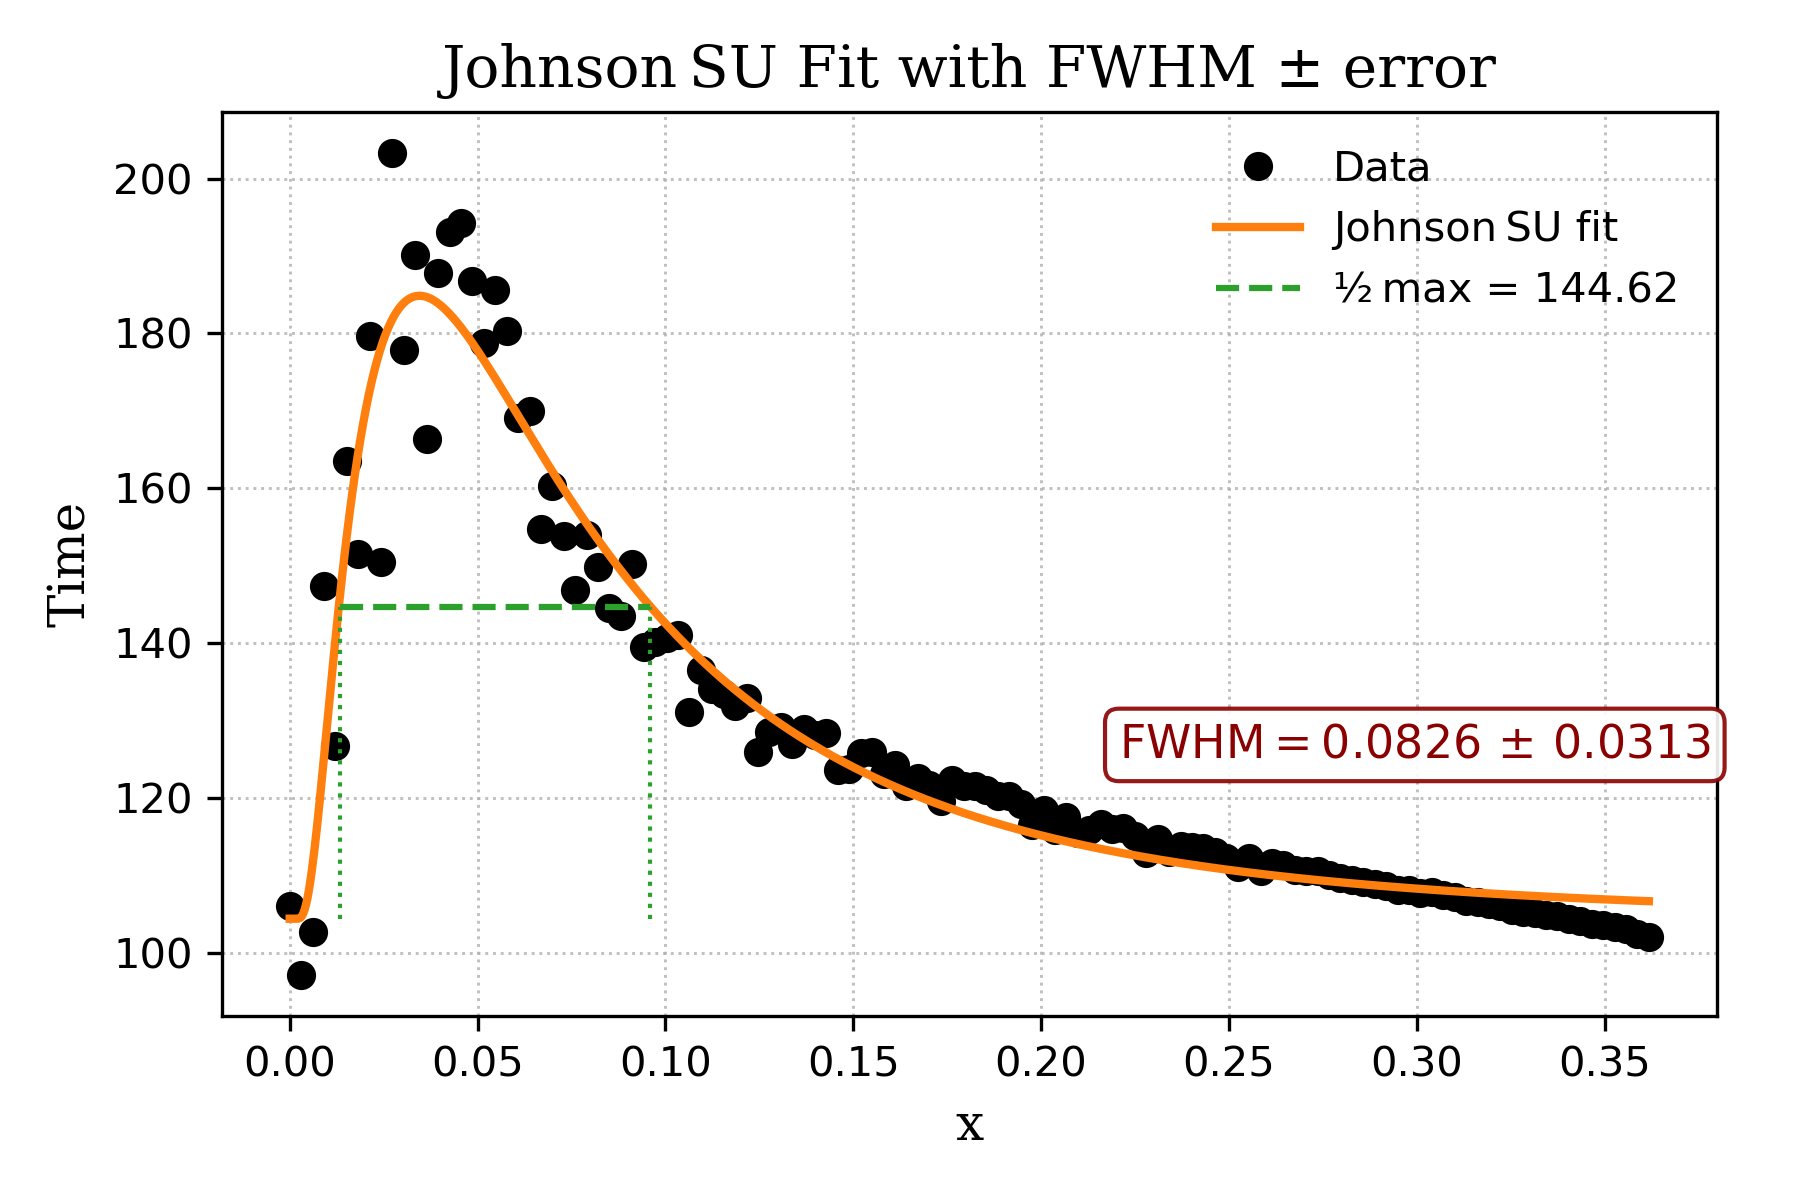 Johnson SU Fit with FWHM ± error
Data
Johnson SU fit
½ max = 144.62
FWHM = 0.0826 ± 0.0313
Time
200
180
160
140
120
100
0.00 0.05 0.10 0.15 0.20 0.25 0.30 0.35
x